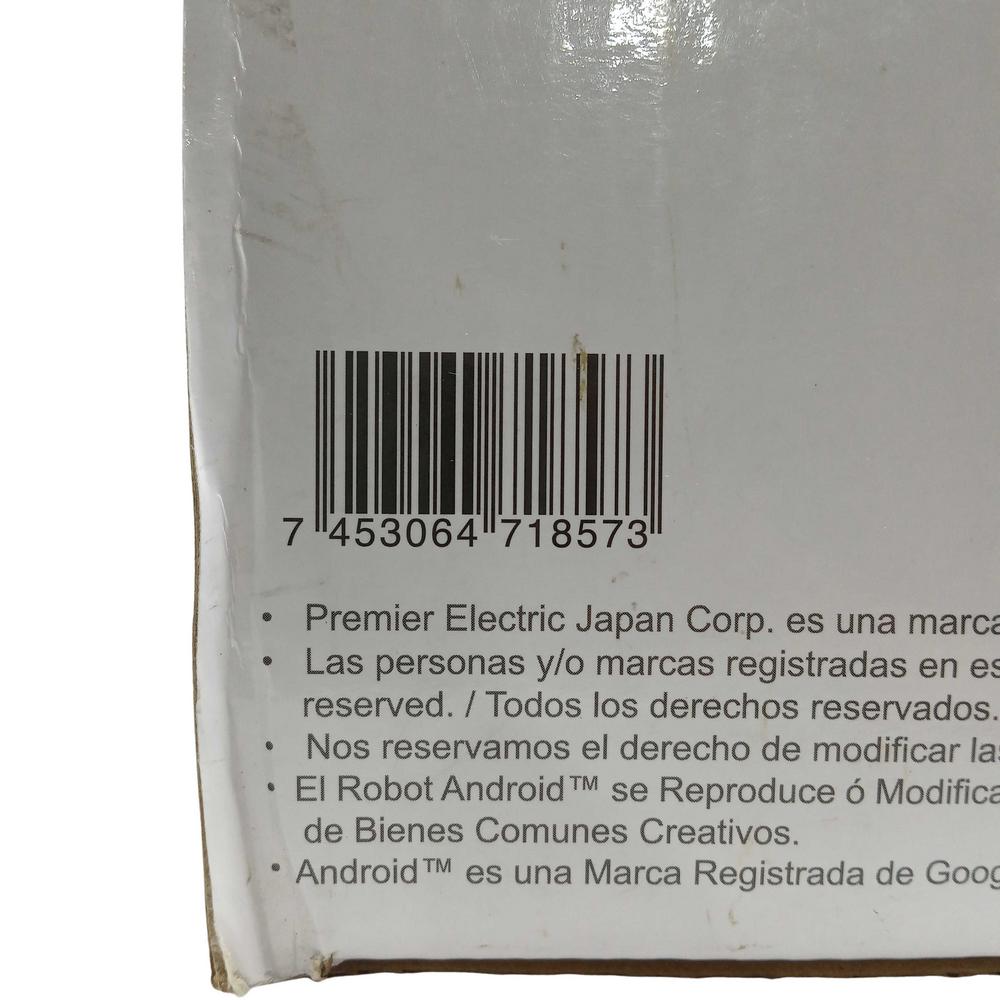 7 453064 718573
• Premier Electric Japan Corp. es una marca
• Las personas y/o marcas registradas en es
reserved. / Todos los derechos reservados.
• Nos reservamos el derecho de modificar las
• El Robot Android™ se Reproduce ó Modifica
de Bienes Comunes Creativos.
• Android™ es una Marca Registrada de Goog